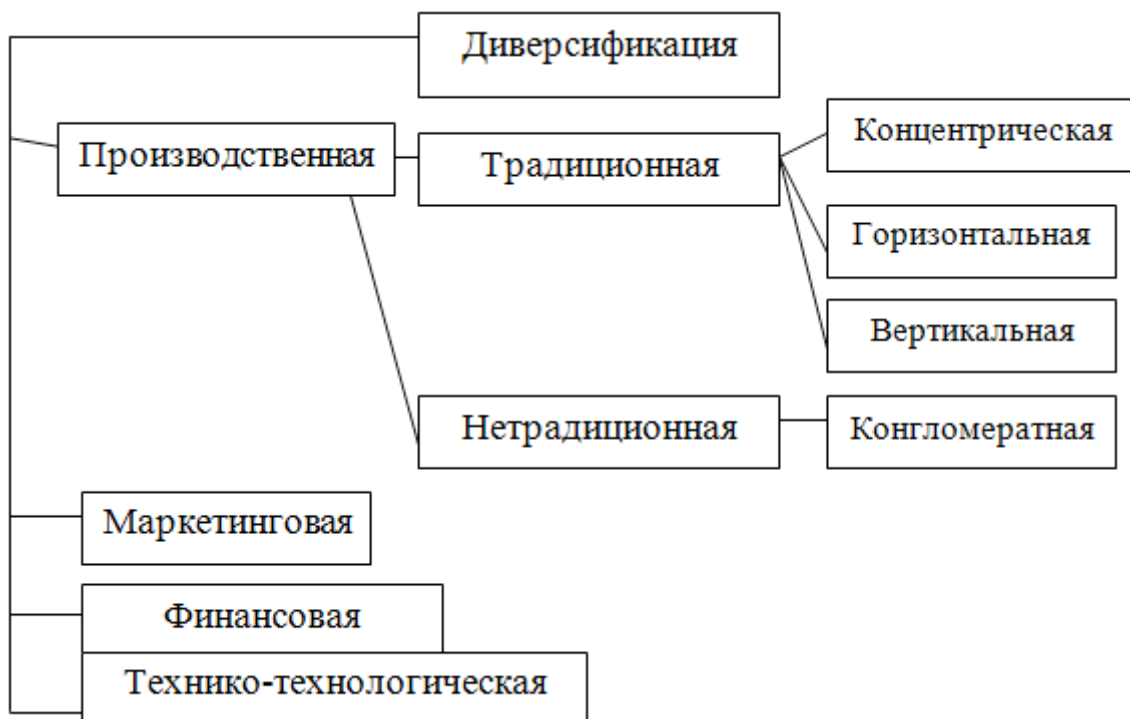 Диверсификация
Производственная
Традиционная
Концентрическая
Горизонтальная
Вертикальная
Нетрадиционная
Конгломератная
Маркетинговая
Финансовая
Технико-технологическая